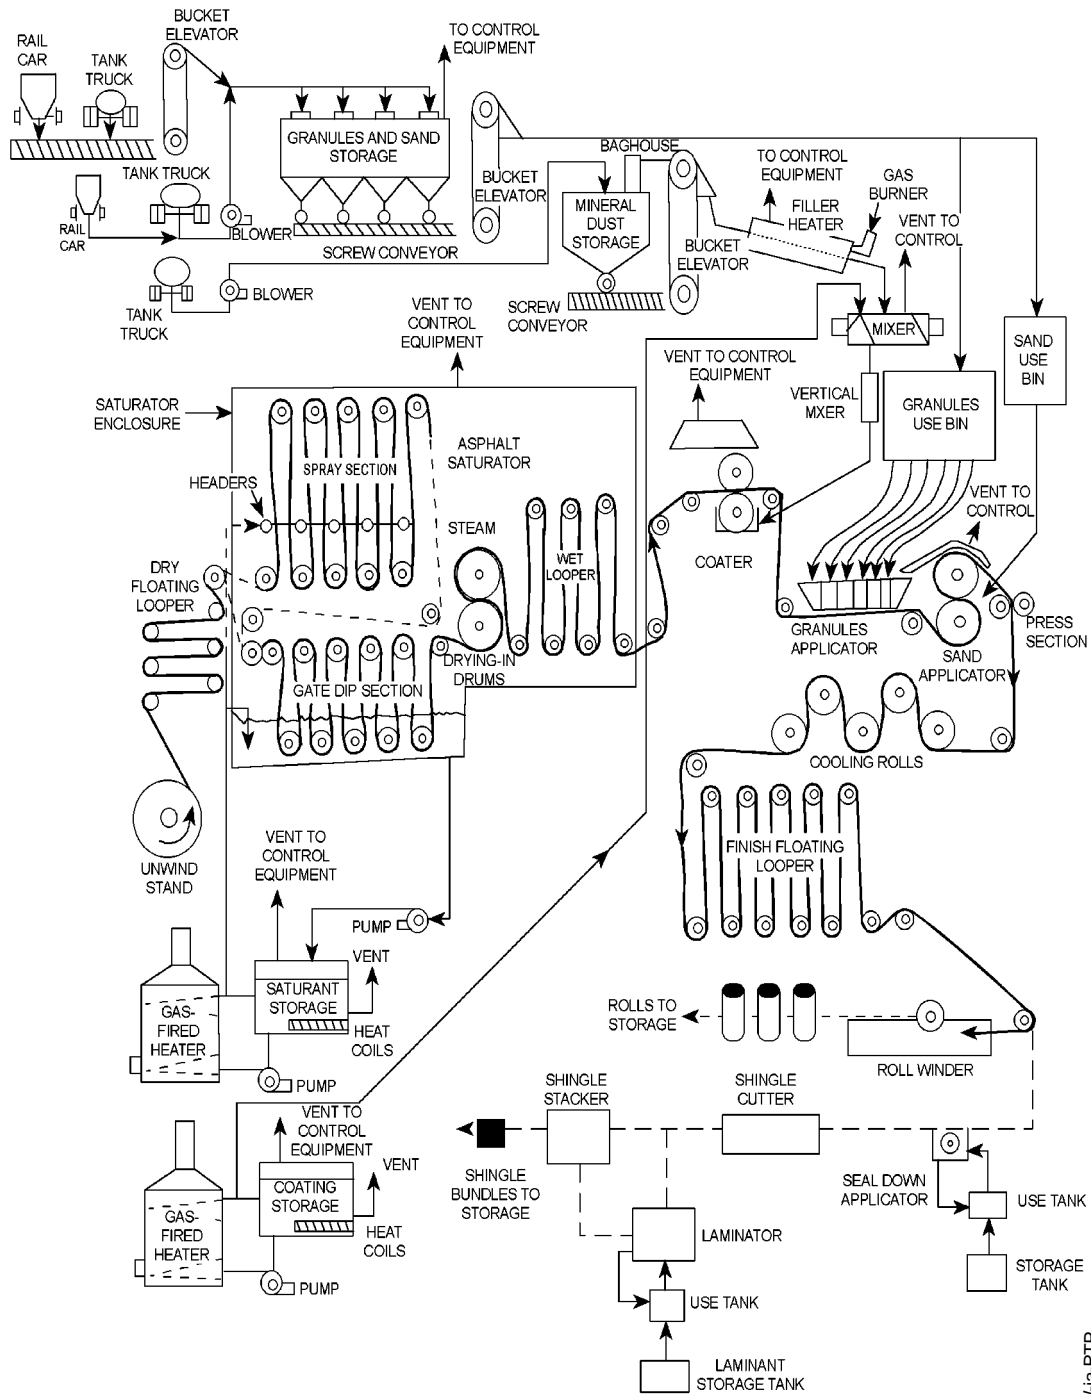 BUCKET
ELEVATOR
RAIL
CAR
TANK
TRUCK
TO CONTROL
EQUIPMENT
GRANULES AND SAND
STORAGE
BAGHOUSE
TO CONTROL
EQUIPMENT
GAS
BURNER
TANK TRUCK
BUCKET
ELEVATOR
MINERAL
DUST
STORAGE
FILLER
HEATER
VENT TO
CONTROL
RAIL
CAR
BLOWER
SCREW CONVEYOR
BUCKET
ELEVATOR
BLOWER
TANK
TRUCK
VENT TO
CONTROL
EQUIPMENT
SCREW
CONVEYOR
MIXER
SAND
USE
BIN
VENT TO CONTROL
EQUIPMENT
VERTICAL
MXER
GRANULES
USE BIN
SATURATOR
ENCLOSURE
ASPHALT
SATURATOR
SPRAY SECTION
HEADERS
VENT TO
CONTROL
STEAM
WET
LOOPER
COATER
DRY
FLOATING
LOOPER
GRANULES
APPLICATOR
SAND
APPLICATOR
PRESS
SECTION
DRYING-IN
DRUMS
GATE DIP SECTION
COOLING ROLLS
UNWIND
STAND
VENT TO
CONTROL
EQUIPMENT
FINISH FLOATING
LOOPER
PUMP
VENT
SATURANT
STORAGE
GAS-
FIRED
HEATER
HEAT
COILS
PUMP
ROLLS TO
STORAGE
ROLL WINDER
VENT TO
CONTROL
EQUIPMENT
SHINGLE
STACKER
SHINGLE
CUTTER
VENT
COATING
STORAGE
GAS-
FIRED
HEATER
HEAT
COILS
PUMP
SHINGLE
BUNDLES TO
STORAGE
SEAL DOWN
APPLICATOR
USE TANK
LAMINATOR
STORAGE
TANK
USE TANK
LAMINANT
STORAGE TANK